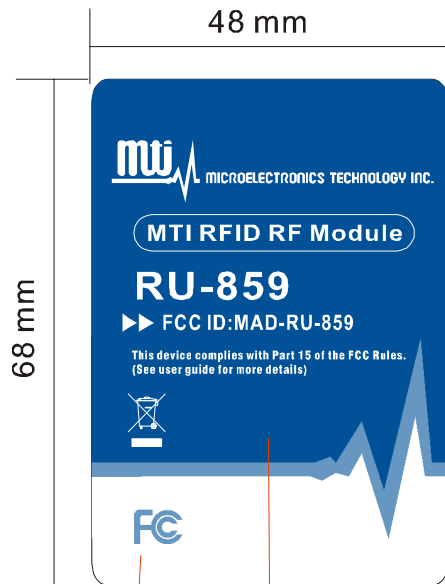 48 mm
68 mm
mti
MICROELECTRONICS TECHNOLOGY INC.
MTI RFID RF Module
RU-859
FCC ID:MAD-RU-859
This device complies with Part 15 of the FCC Rules.
(See user guide for more details)
FC